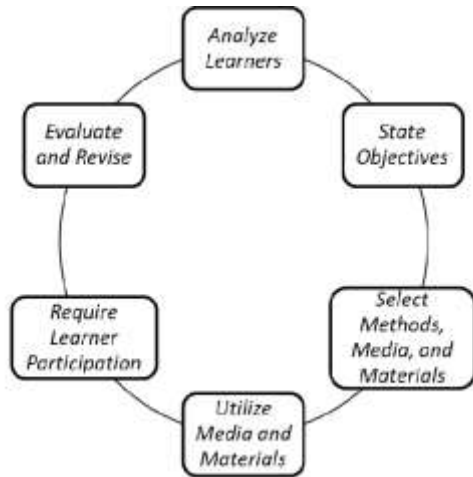 Analyze
Learners
State
Objectives
Select
Methods,
Media, and
Materials
Utilize
Media and
Materials
Require
Learner
Participation
Evaluate
and Revise